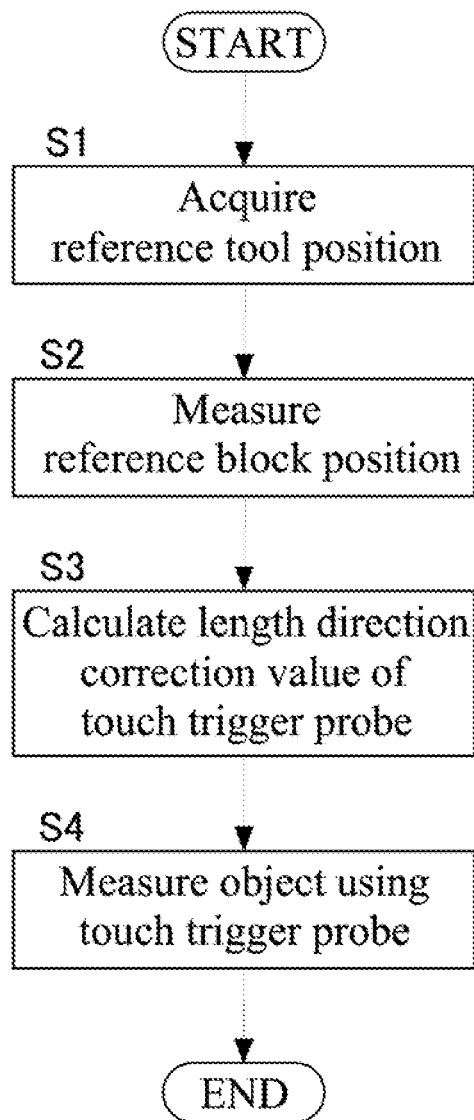 START
S1
Acquire
reference tool position
S2
Measure
reference block position
S3
Calculate length direction
correction value of
touch trigger probe
S4
Measure object using
touch trigger probe
END